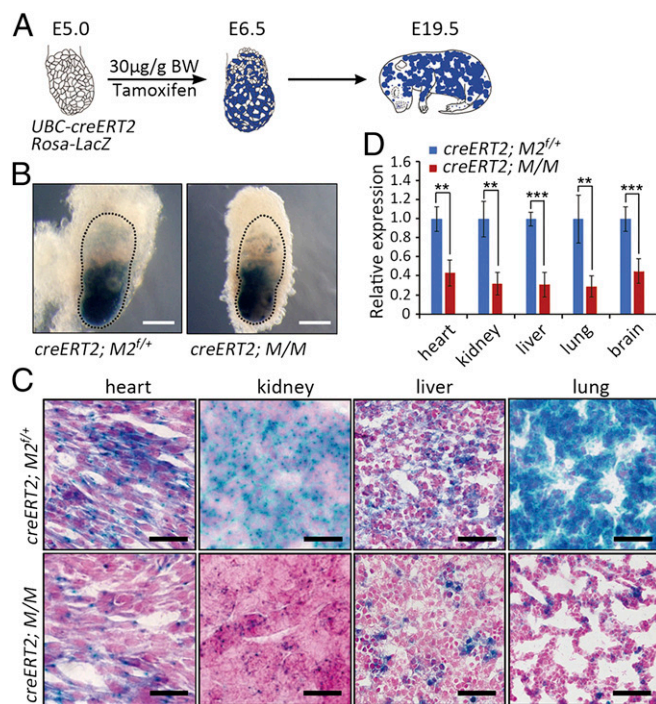 A
E5.0
E6.5
E19.5
30µg/g BW
Tamoxifen
UBC-creERT2
Rosa-LacZ
B
creERT2; M2f/+
creERT2; M/M
D
creERT2; M2f/+
creERT2; M/M
Relative expression
1.6
1.4
1.2
1.0
0.8
0.6
0.4
0.2
0
**
**
***
**
***
heart
kidney
liver
lung
brain
C
heart
kidney
liver
lung
creERT2; M2f/+
creERT2; M/M